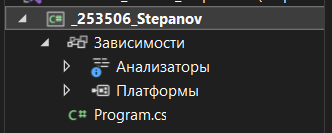 C# _253506_Stepanov
Зависимости
Анализаторы
Платформы
C# Program.cs